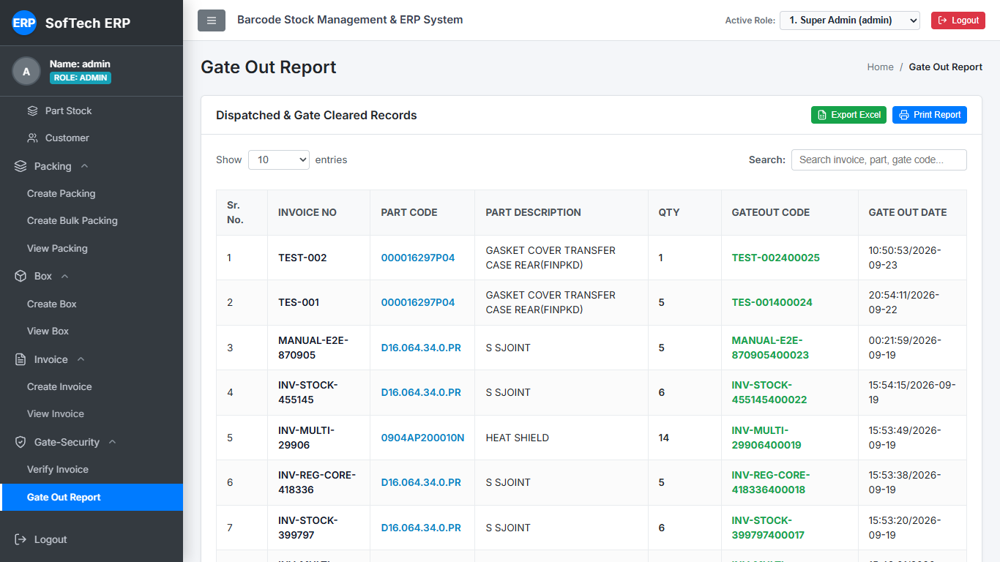 ERP SofTech ERP
A
Name: admin
ROLE: ADMIN
Part Stock
Customer
Packing
Create Packing
Create Bulk Packing
View Packing
Box
Create Box
View Box
Invoice
Create Invoice
View Invoice
Gate-Security
Verify Invoice
Gate Out Report
Logout
Barcode Stock Management & ERP System
Active Role: 1. Super Admin (admin) Logout
Gate Out Report
Home / Gate Out Report
Dispatched & Gate Cleared Records
Export Excel Print Report
Show 10 entries
Search: Search invoice, part, gate code...
Sr.
No.
INVOICE NO PART CODE PART DESCRIPTION QTY GATEOUT CODE GATE OUT DATE
1 TEST-002 000016297P04 GASKET COVER TRANSFER
CASE REAR(FINPKD) 1 TEST-002400025 10:50:53/2026-
09-23
2 TES-001 000016297P04 GASKET COVER TRANSFER
CASE REAR(FINPKD) 5 TES-001400024 20:54:11/2026-
09-22
3 MANUAL-E2E-
870905 D16.064.34.0.PR S SJOINT 5 MANUAL-E2E-
870905400023 00:21:59/2026-
09-19
4 INV-STOCK-
455145 D16.064.34.0.PR S SJOINT 6 INV-STOCK-
455145400022 15:54:15/2026-09-
19
5 INV-MULTI-
29906 0904AP200010N HEAT SHIELD 14 INV-MULTI-
29906400019 15:53:49/2026-
09-19
6 INV-REG-CORE-
418336 D16.064.34.0.PR S SJOINT 5 INV-REG-CORE-
418336400018 15:53:38/2026-
09-19
7 INV-STOCK-
399797 D16.064.34.0.PR S SJOINT 6 INV-STOCK-
399797400017 15:53:20/2026-
09-19